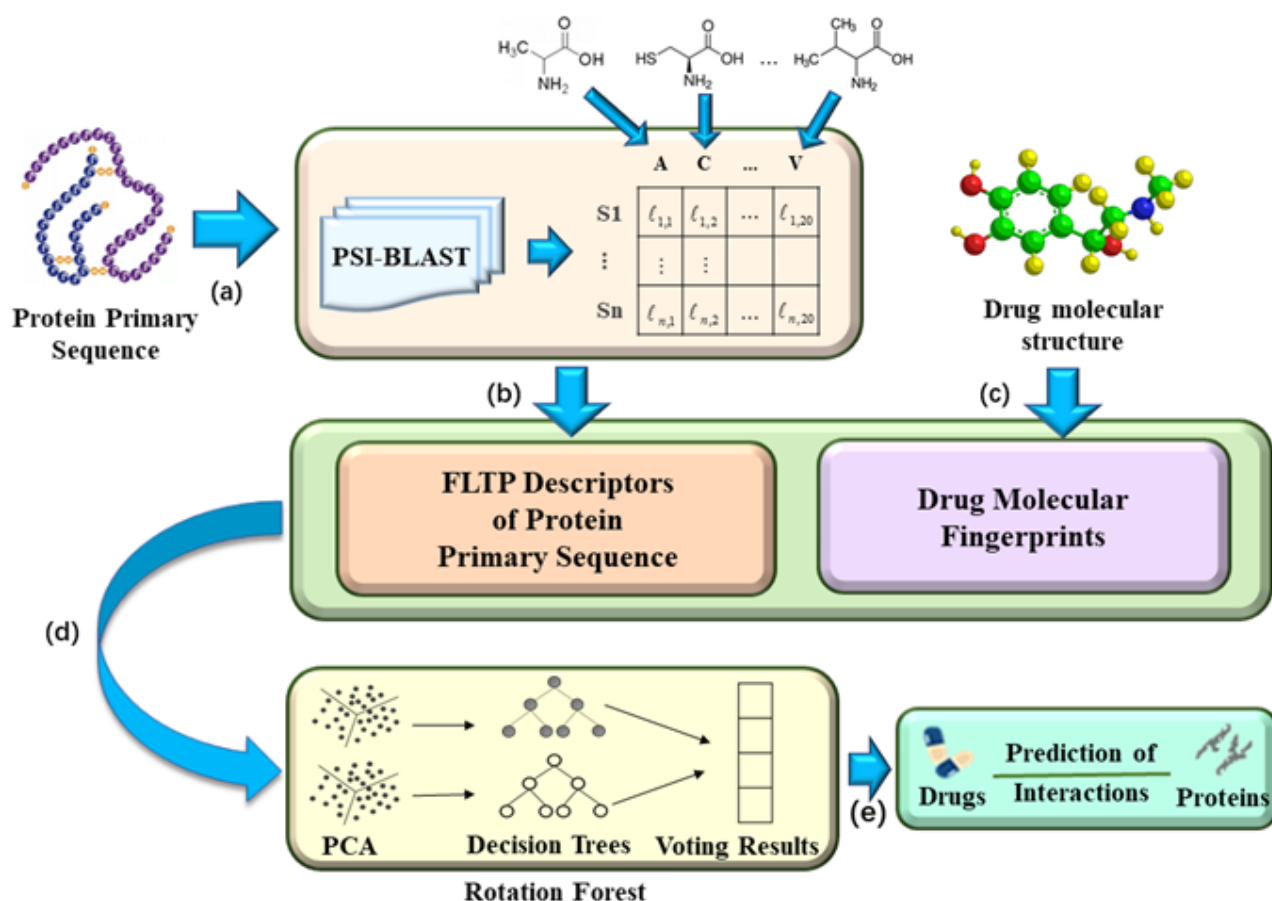 H₃C O OH NH₂
HS O OH NH₂
...
CH₃ H₃C O OH NH₂
A C ... V
S1 ℓ1,1 ℓ1,2 ... ℓ1,20
⋮ ⋮ ⋮
Sn ℓn,1 ℓn,2 ... ℓn,20
PSI-BLAST
(a)
Protein Primary
Sequence
Drug molecular
structure
(b)
(c)
FLTP Descriptors
of Protein
Primary Sequence
Drug Molecular
Fingerprints
(d)
PCA
Decision Trees
Voting Results
Rotation Forest
(e)
Drugs
Prediction of
Interactions
Proteins